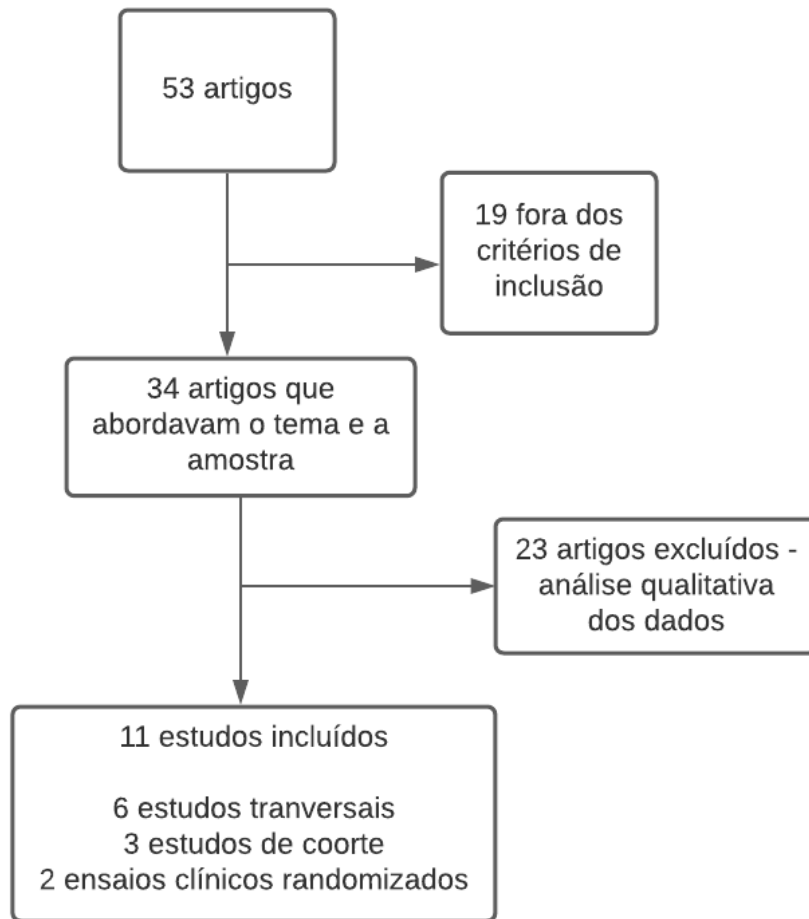 53 artigos
19 fora dos
critérios de
inclusão
34 artigos que
abordavam o tema e a
amostra
23 artigos excluídos -
análise qualitativa
dos dados
11 estudos incluídos
6 estudos tranversais
3 estudos de coorte
2 ensaios clínicos randomizados